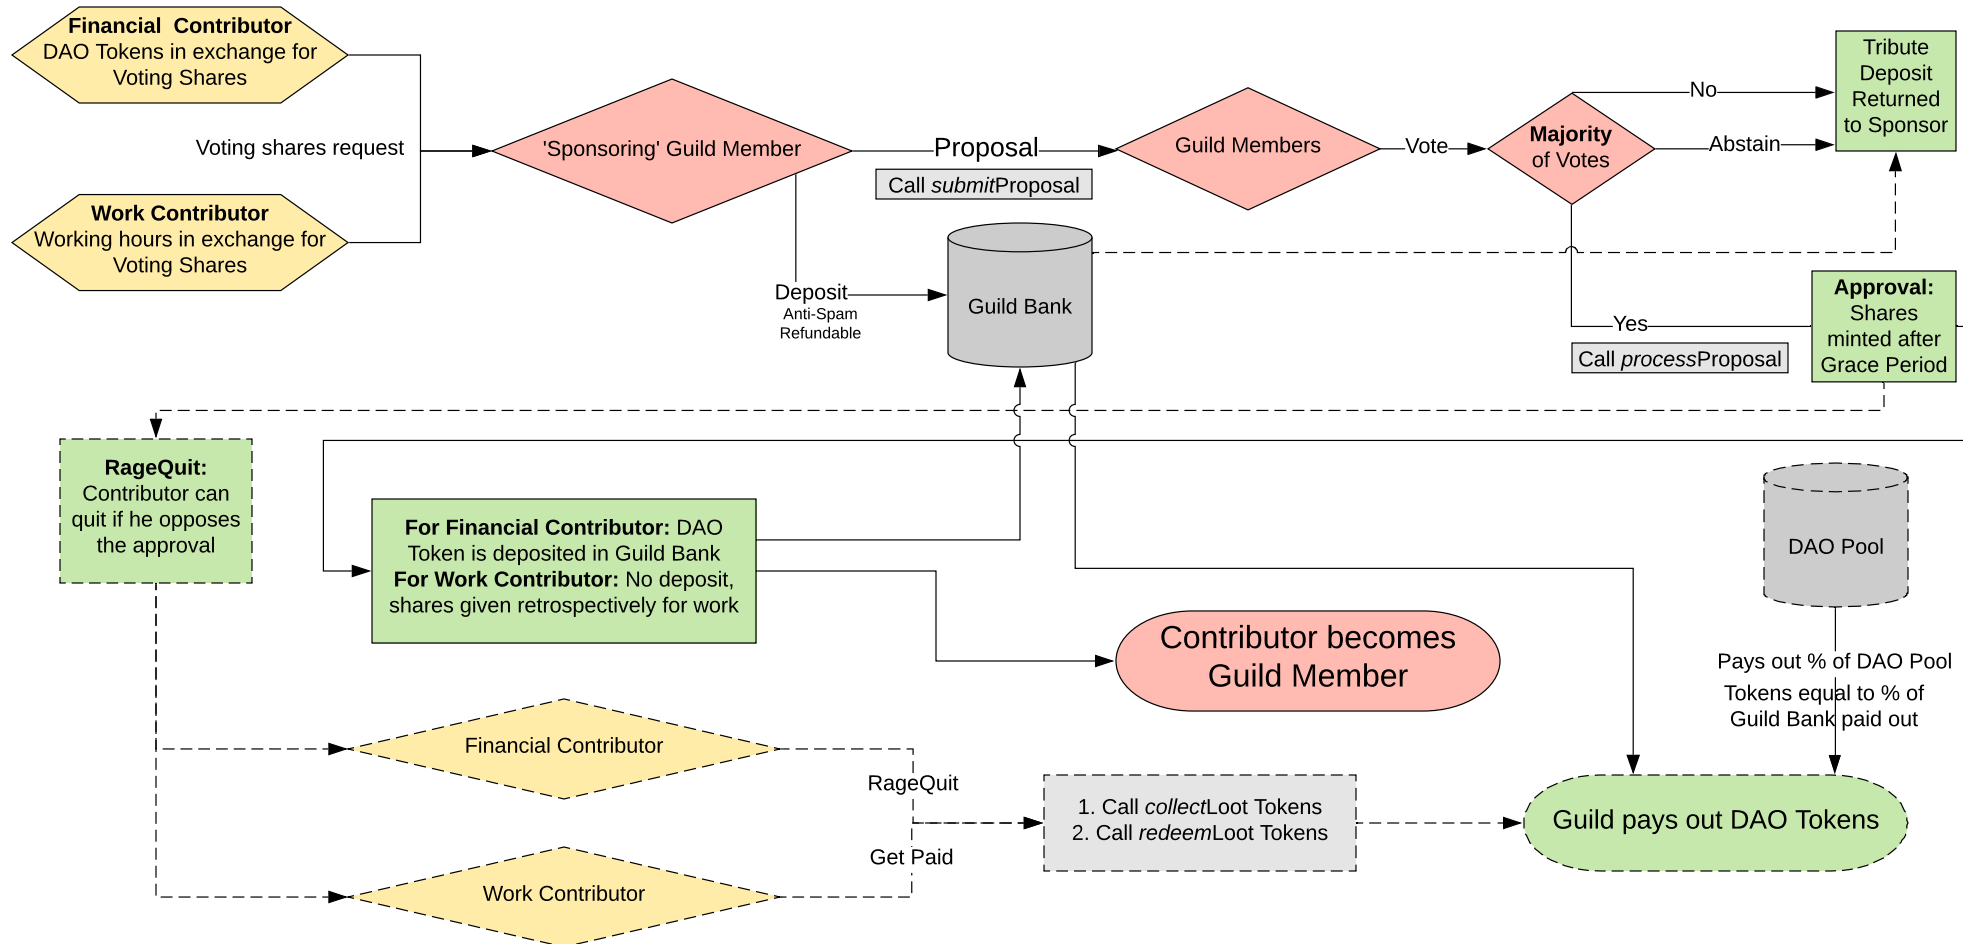 Financial  Contributor
DAO Tokens in exchange for
Voting Shares
Voting shares request
Work Contributor
Working hours in exchange for
Voting Shares
'Sponsoring' Guild Member
Proposal
Call submitProposal
Deposit
Anti-Spam
Refundable
Guild Bank
Guild Members
Vote
Majority
of Votes
No
Abstain
Tribute
Deposit
Returned
to Sponsor
Yes
Call processProposal
Approval:
Shares
minted after
Grace Period
RageQuit:
Contributor can
quit if he opposes
the approval
For Financial Contributor: DAO
Token is deposited in Guild Bank
For Work Contributor: No deposit,
shares given retrospectively for work
Contributor becomes
Guild Member
DAO Pool
Pays out % of DAO Pool
Tokens equal to % of
Guild Bank paid out
Financial Contributor
RageQuit
Get Paid
Work Contributor
1. Call collectLoot Tokens
2. Call redeemLoot Tokens
Guild pays out DAO Tokens